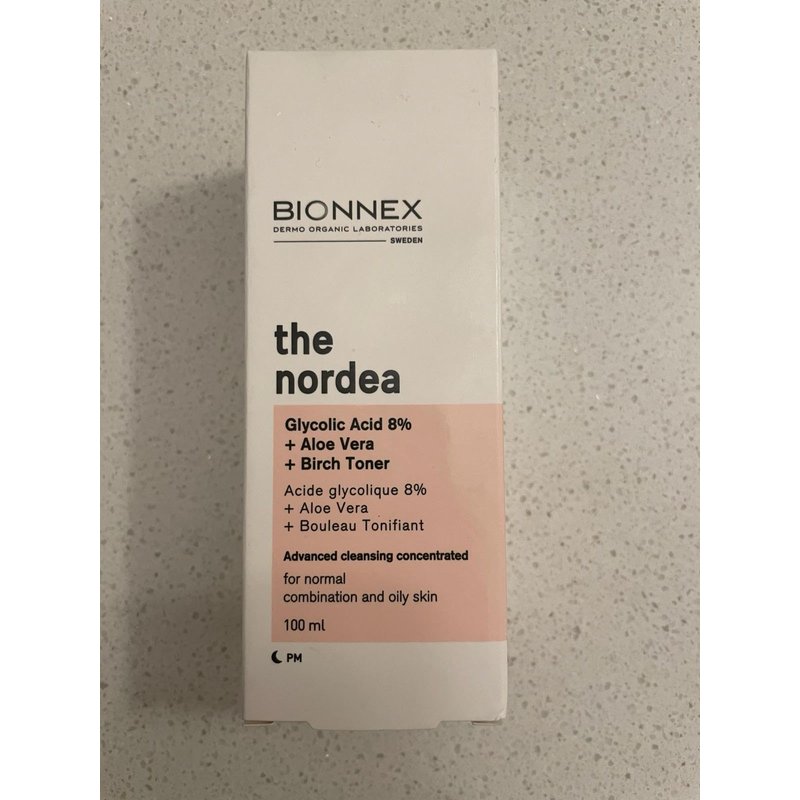 BIONNEX
DERMO ORGANIC LABORATORIES
SWEDEN
the
nordea
Glycolic Acid 8%
+ Aloe Vera
+ Birch Toner
Acide glycolique 8%
+ Aloe Vera
+ Bouleau Tonifiant
Advanced cleansing concentrated
for normal
combination and oily skin
100 ml
PM